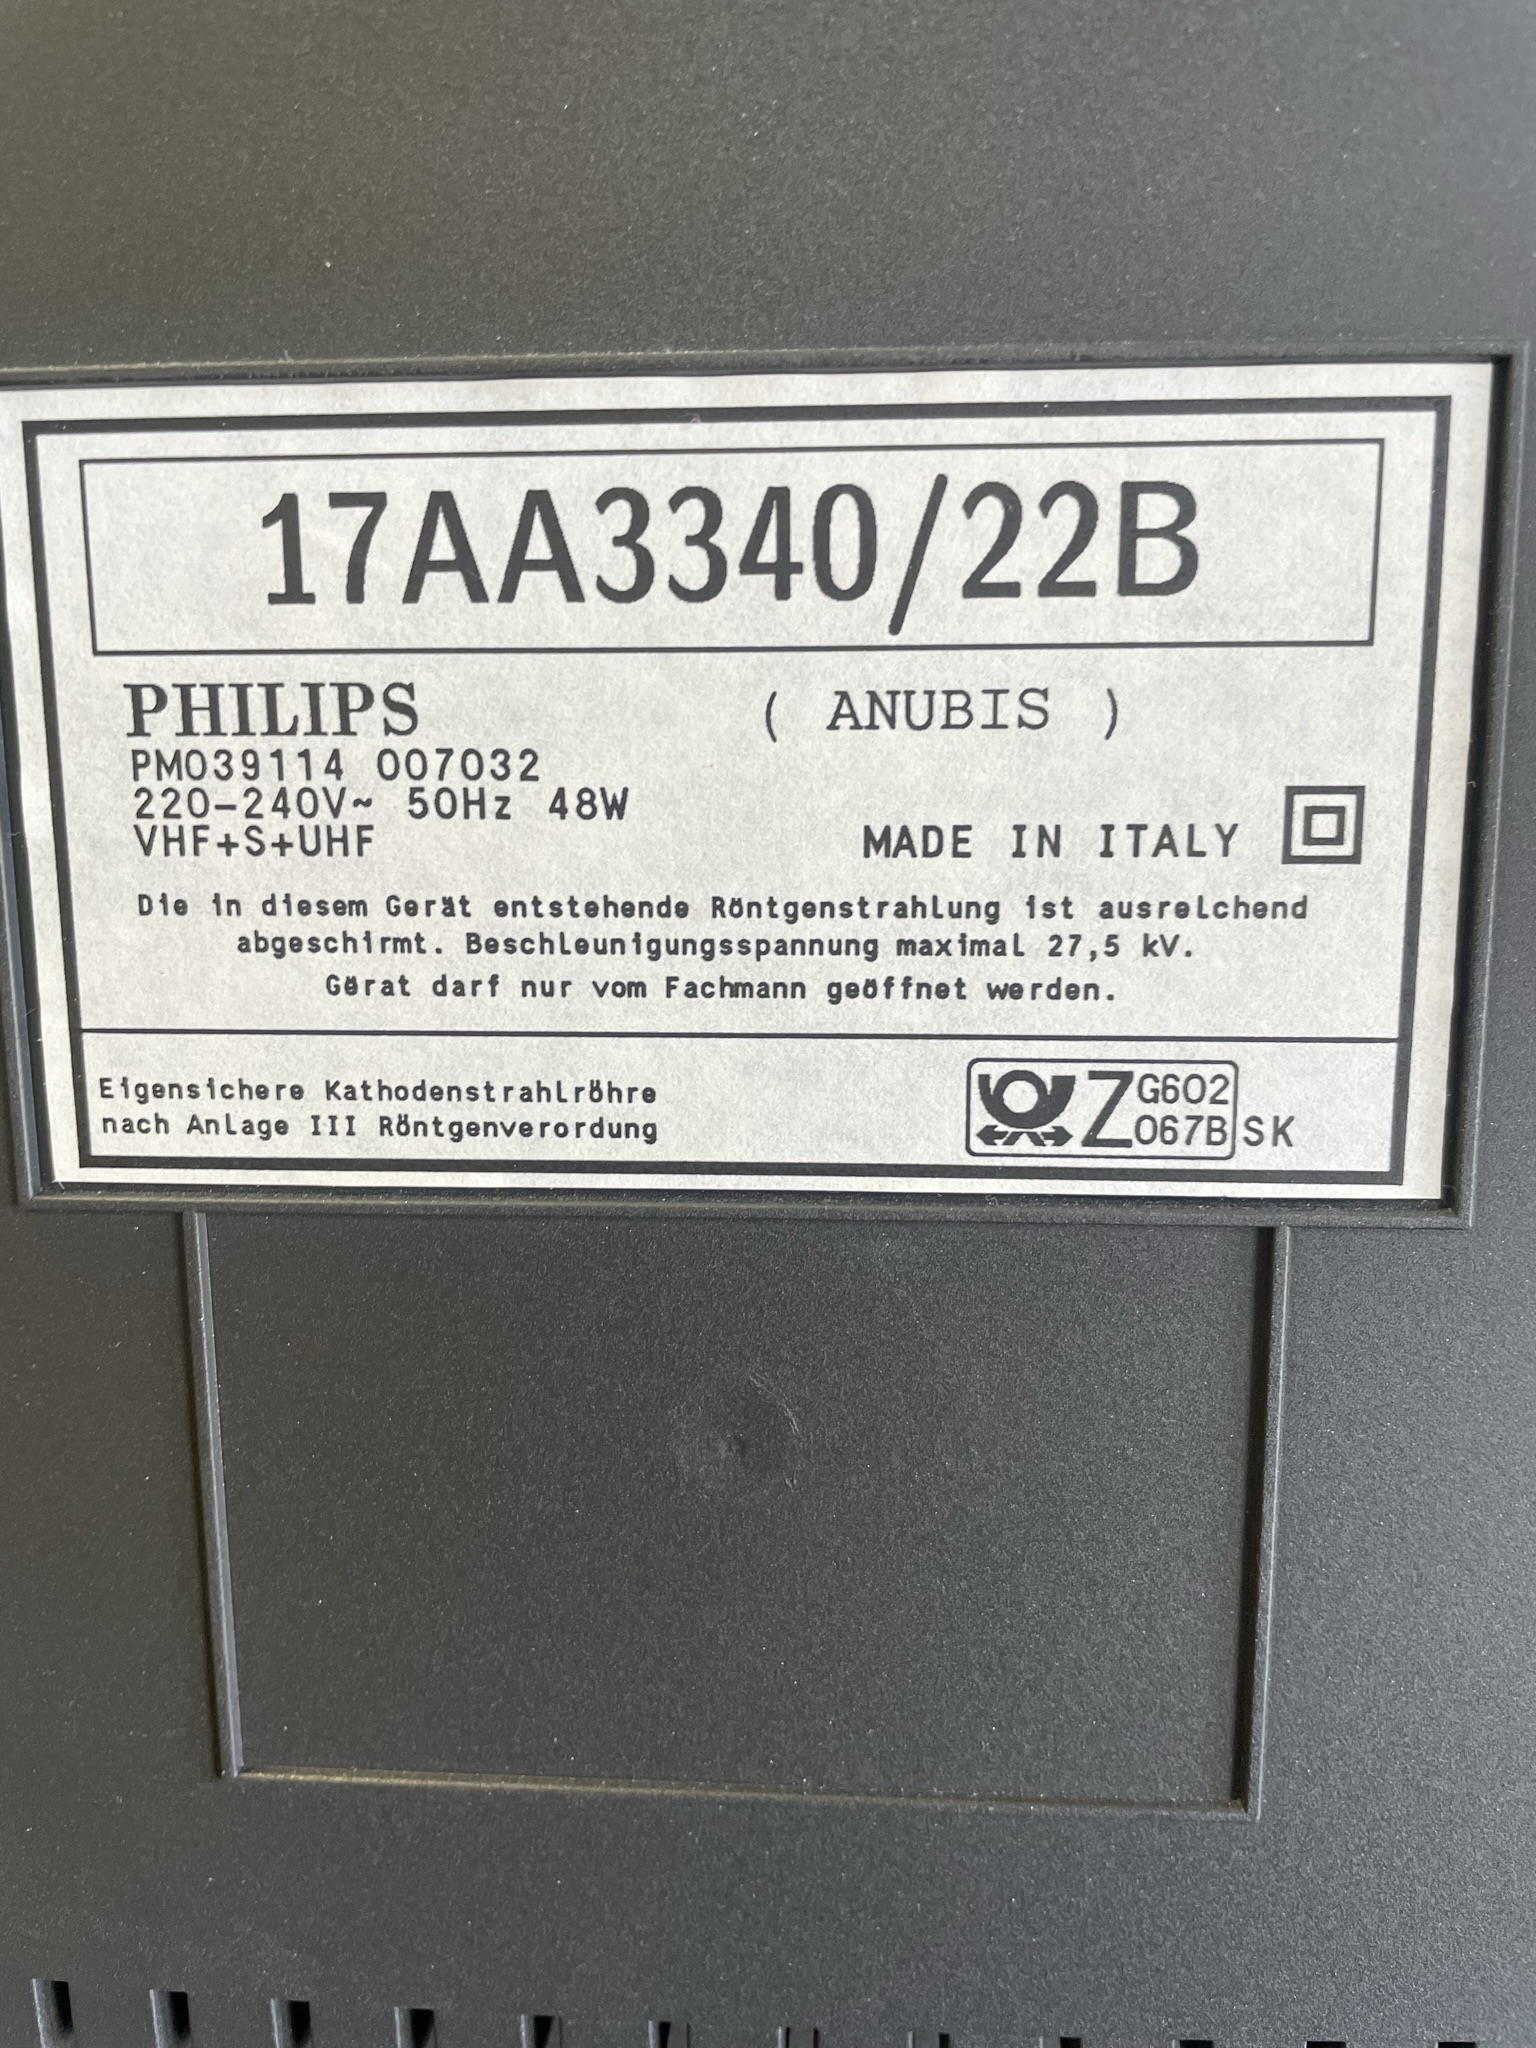 17AA3340/22B
PHILIPS ( ANUBIS )
PM039114 007032
220-240V~ 50Hz 48W
VHF+S+UHF MADE IN ITALY
Die in diesem Gerät entstehende Röntgenstrahlung ist ausreichend
abgeschirmt. Beschleunigungsspannung maximal 27,5 kV.
Gërat darf nur vom Fachmann geöffnet werden.
Eigensichere Kathodenstrahlröhre
nach Anlage III Röntgenverordung
Z G602
067B SK